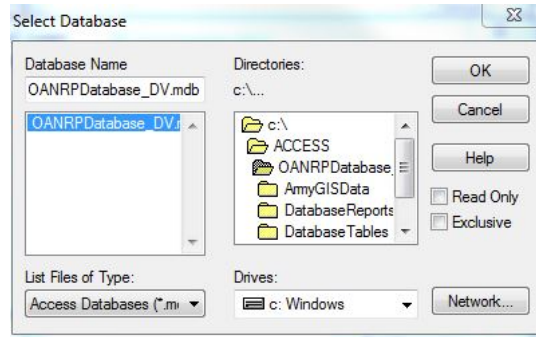 Select Database
Database Name
OANRPDatabase_DV.mdb
OANRPDatabase_DV.r
List Files of Type:
Access Databases (*.m
Directories:
c:\...
c:\
ACCESS
OANRPDatabase_
ArmyGISData
DatabaseReports
DatabaseTables
Drives:
c: Windows
OK
Cancel
Help
Read Only
Exclusive
Network...